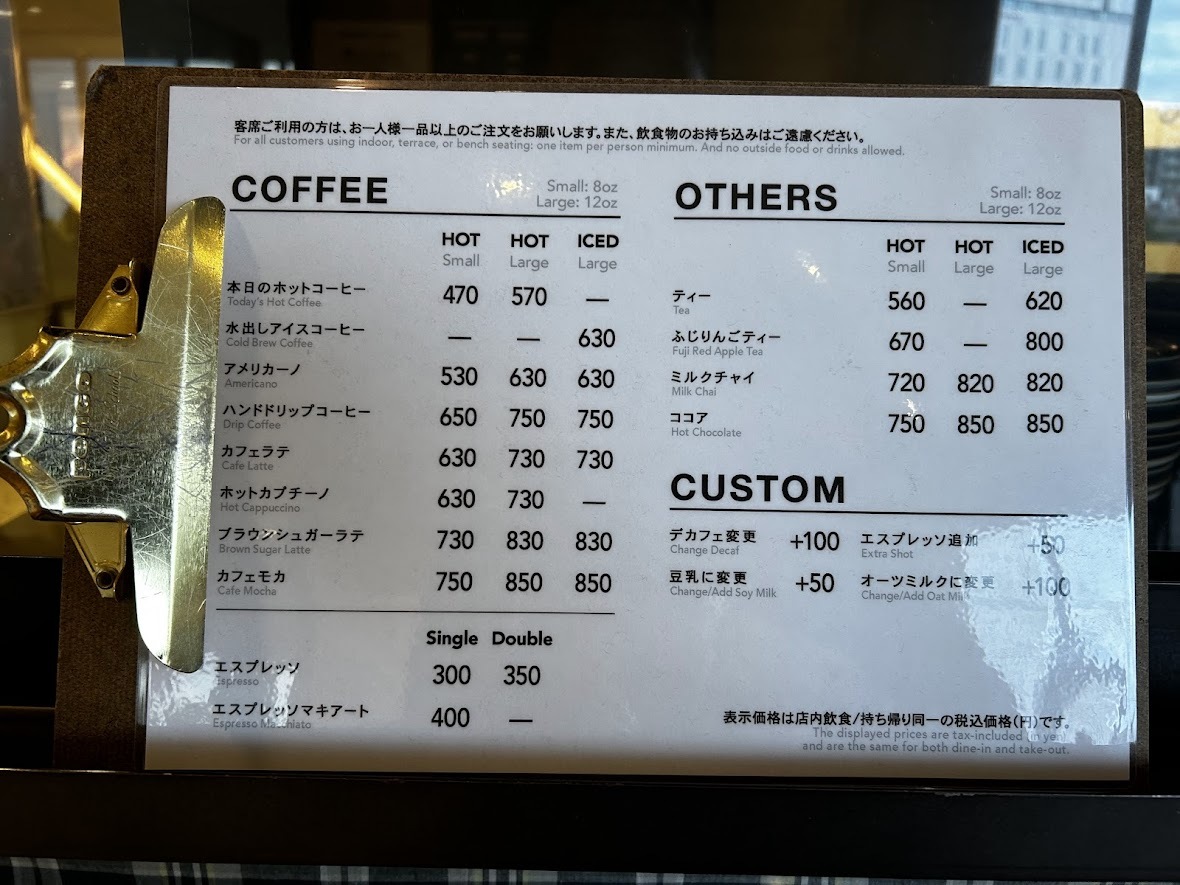 客席ご利用の方は、お一人様一品以上のご注文をお願いします。また、飲食物のお持ち込みはご遠慮ください。
For all customers using indoor, terrace, or bench seating: one item per person minimum. And no outside food or drinks allowed.
COFFEE
Small: 8oz
Large: 12oz
HOT HOT ICED
Small Large Large
本日のホットコーヒー 470 570 —
Today's Hot Coffee
水出しアイスコーヒー — — 630
Cold Brew Coffee
アメリカーノ 530 630 630
Americano
ハンドドリップコーヒー 650 750 750
Drip Coffee
カフェラテ 630 730 730
Cafe Latte
ホットカプチーノ 630 730 —
Hot Cappuccino
ブラウンシュガーラテ 730 830 830
Brown Sugar Latte
カフェモカ 750 850 850
Cafe Mocha
Single Double
エスプレッソ 300 350
Espresso
エスプレッソマキアート 400 —
Espresso Macchiato
OTHERS
Small: 8oz
Large: 12oz
HOT HOT ICED
Small Large Large
ティー 560 — 620
Tea
ふじりんごティー 670 — 800
Fuji Red Apple Tea
ミルクチャイ 720 820 820
Milk Chai
ココア 750 850 850
Hot Chocolate
CUSTOM
デカフェ変更 +100 エスプレッソ追加 +50
Change Decaf Extra Shot
豆乳に変更 +50 オーツミルクに変更 +100
Change/Add Soy Milk Change/Add Oat Milk
表示価格は店内飲食/持ち帰り同一の税込価格(円)です。
The displayed prices are tax-included (in yen)
and are the same for both dine-in and take-out.